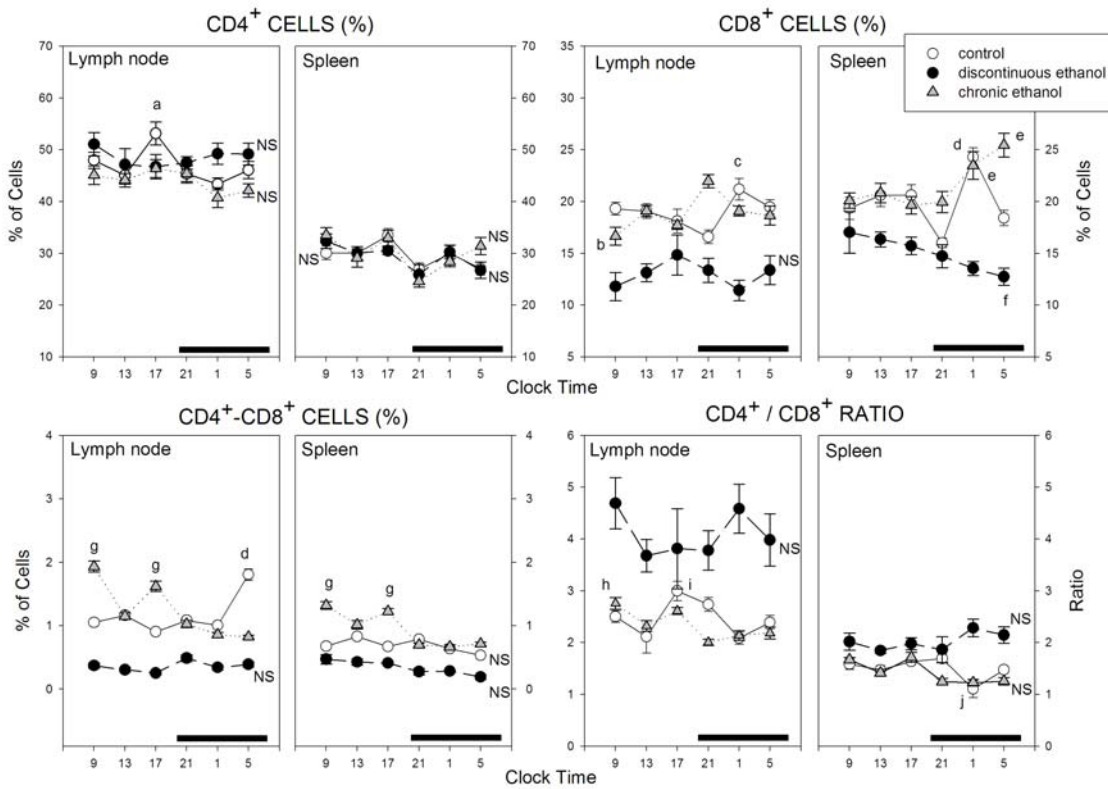 CD4+ CELLS (%)
CD8+ CELLS (%)
control
discontinuous ethanol
chronic ethanol
% of Cells
70
60
50
40
30
20
10
Lymph node
a
NS
NS
9 13 17 21 1 5
Spleen
NS
NS
NS
70
60
50
40
30
20
10
9 13 17 21 1 5
35
30
25
20
15
10
5
Lymph node
b
c
NS
9 13 17 21 1 5
Spleen
d
e
e
f
25
20
15
10
5
% of Cells
9 13 17 21 1 5
Clock Time
CD4+-CD8+ CELLS (%)
CD4+ / CD8+ RATIO
% of Cells
4
3
2
1
0
Lymph node
g
g
d
NS
9 13 17 21 1 5
Spleen
g
g
NS
NS
4
3
2
1
0
9 13 17 21 1 5
6
5
4
3
2
1
0
Lymph node
h
i
NS
9 13 17 21 1 5
Spleen
NS
j
NS
6
5
4
3
2
1
0
Ratio
9 13 17 21 1 5
Clock Time